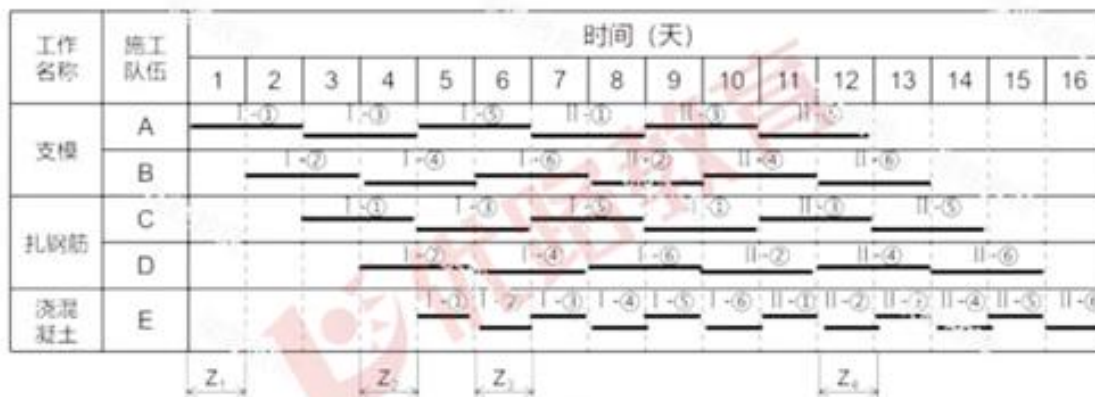 工作名称 施工队伍 时间（天）
1 2 3 4 5 6 7 8 9 10 11 12 13 14 15 16
支模 A Ⅰ-① Ⅰ-③ Ⅰ-⑤ Ⅱ-① Ⅱ-③ Ⅱ-⑤
B Ⅰ-② Ⅰ-④ Ⅰ-⑥ Ⅱ-② Ⅱ-④ Ⅱ-⑥
扎钢筋 C Ⅰ-① Ⅰ-③ Ⅰ-⑤ Ⅱ-① Ⅱ-③ Ⅱ-⑤
D Ⅰ-② Ⅰ-④ Ⅰ-⑥ Ⅱ-② Ⅱ-④ Ⅱ-⑥
浇混凝土 E Ⅰ-① Ⅰ-② Ⅰ-③ Ⅰ-④ Ⅰ-⑤ Ⅰ-⑥ Ⅱ-① Ⅱ-② Ⅱ-④ Ⅱ-⑤ Ⅱ-⑥
Z₁ Z₂ Z₃ Z₄
优路教育